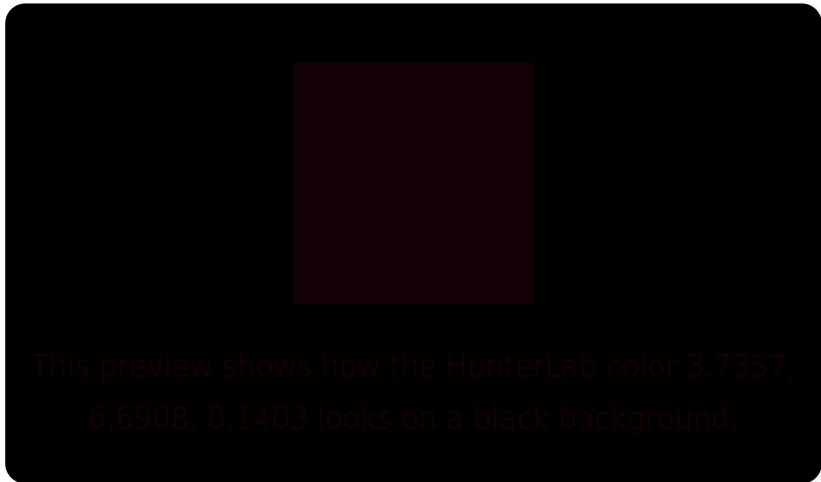 This preview shows how the HunterLab color 3.7357,
6.6908, 0.1403 looks on a black background.